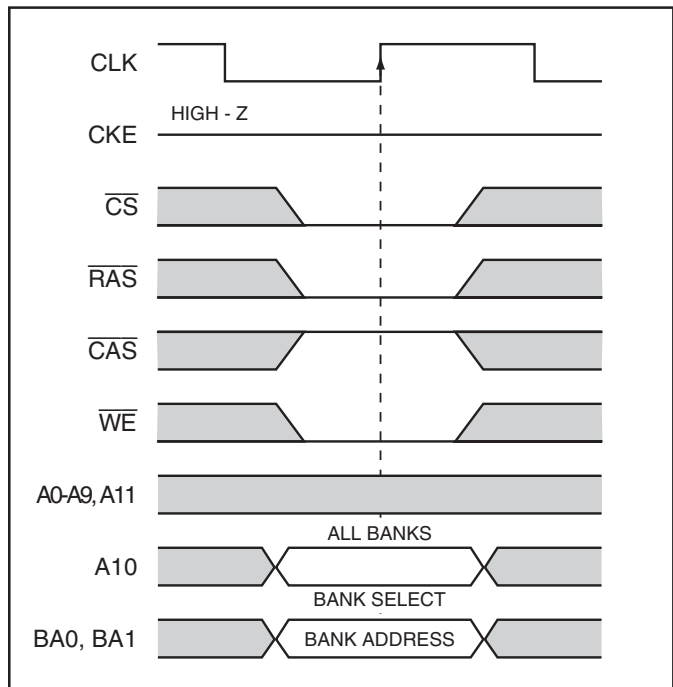 CLK
HIGH - Z
CKE
CS
RAS
CAS
WE
A0-A9, A11
ALL BANKS
A10
BANK SELECT
BA0, BA1
BANK ADDRESS